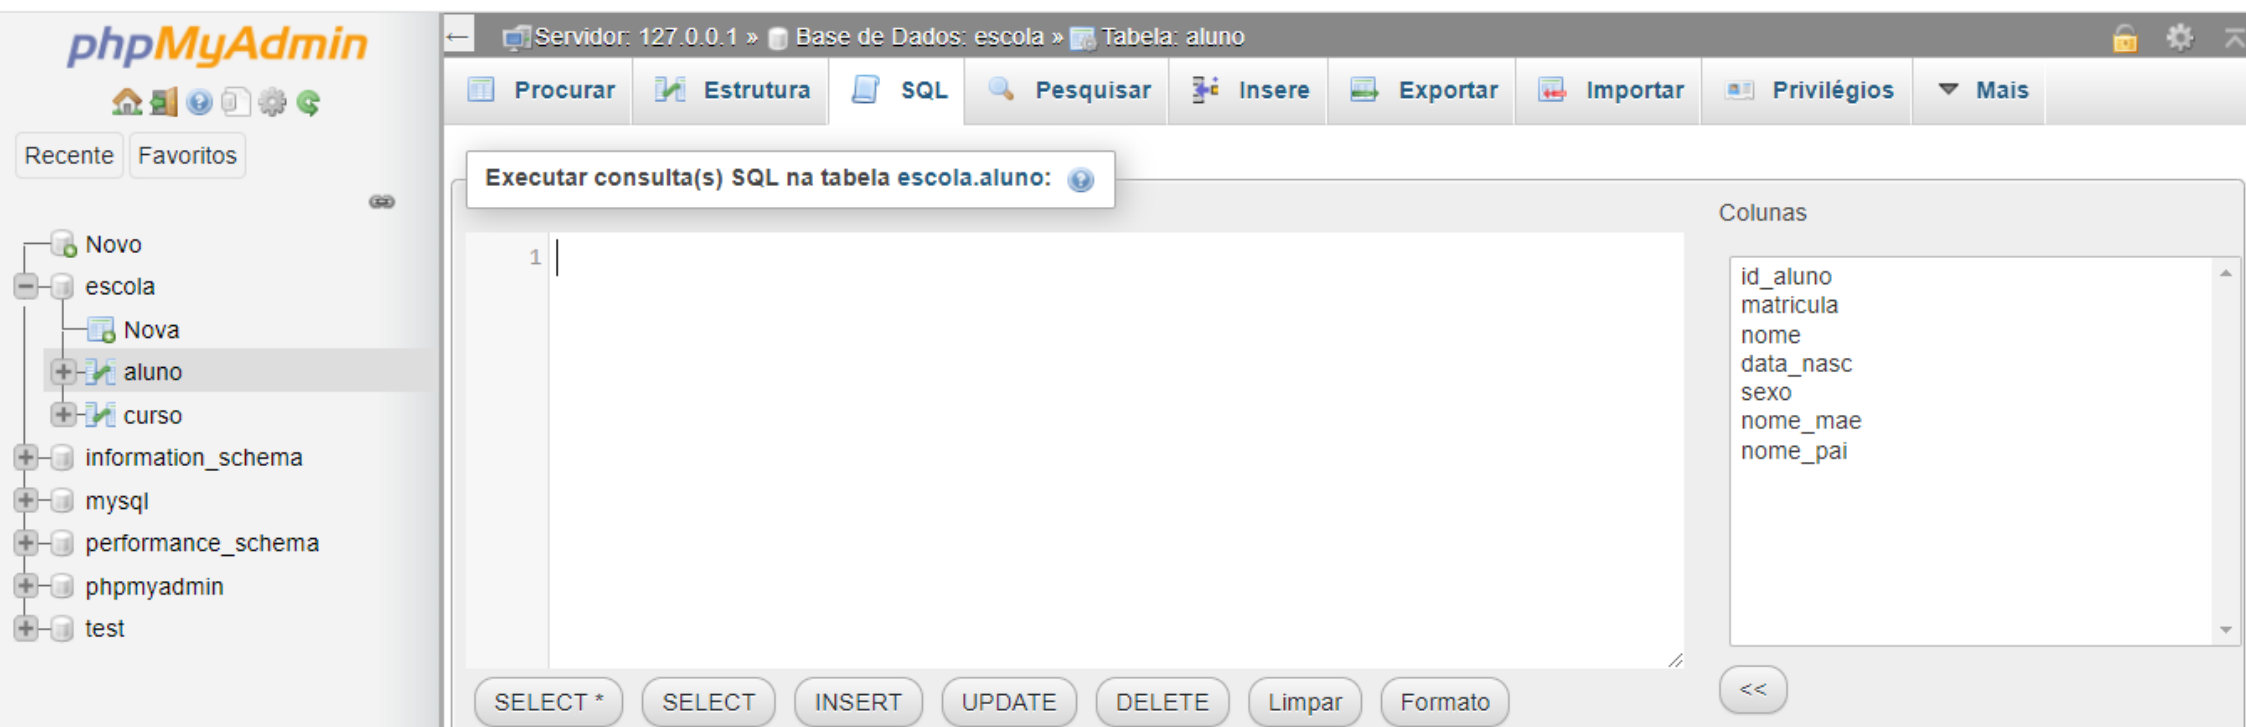 phpMyAdmin
Recente Favoritos
Novo
escola
Nova
aluno
curso
information_schema
mysql
performance_schema
phpmyadmin
test
← Servidor: 127.0.0.1 » Base de Dados: escola » Tabela: aluno
Procurar Estrutura SQL Pesquisar Insere Exportar Importar Privilégios Mais
Executar consulta(s) SQL na tabela escola.aluno:
1
Colunas
id_aluno
matricula
nome
data_nasc
sexo
nome_mae
nome_pai
<<
SELECT * SELECT INSERT UPDATE DELETE Limpar Formato